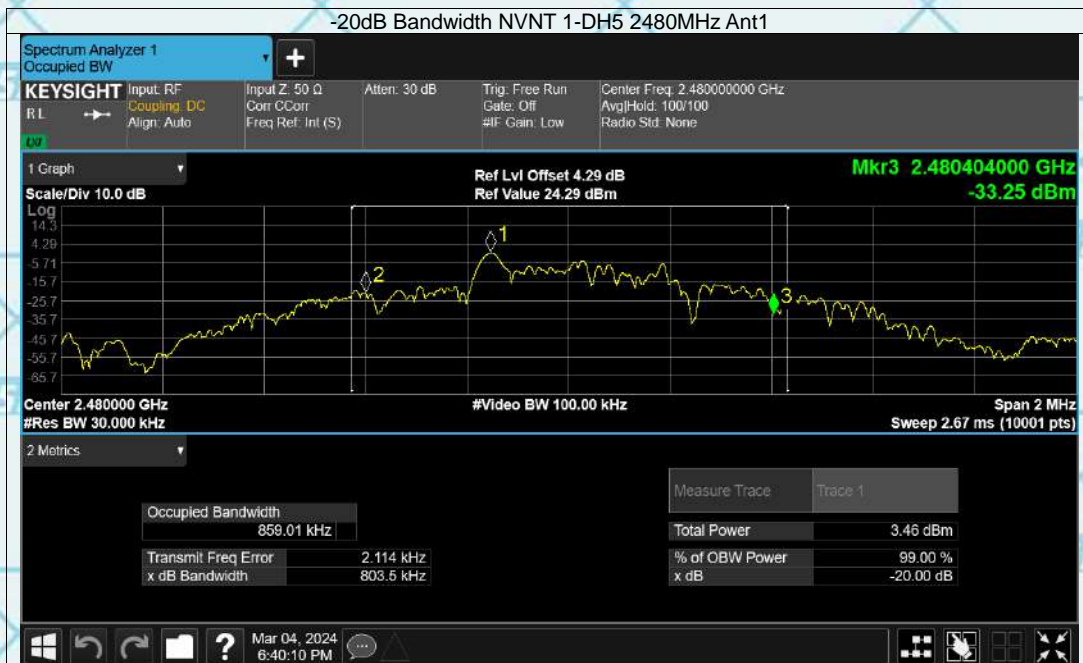 -20dB Bandwidth NVNT 1-DH5 2480MHz Ant1
Spectrum Analyzer 1
Occupied BW
+
KEYSIGHT
R L
LXI
Input: RF
Coupling: DC
Align: Auto
Input Z: 50 Ω
Corr CCorr
Freq Ref: Int (S)
Atten: 30 dB
Trig: Free Run
Gate: Off
#IF Gain: Low
Center Freq: 2.480000000 GHz
Avg|Hold: 100/100
Radio Std: None
1 Graph
Scale/Div 10.0 dB
Ref Lvl Offset 4.29 dB
Ref Value 24.29 dBm
Mkr3 2.480404000 GHz
-33.25 dBm
Log
14.3
4.29
-5.71
-15.7
-25.7
-35.7
-45.7
-55.7
-65.7
1
2
3
Center 2.480000 GHz
#Res BW 30.000 kHz
#Video BW 100.00 kHz
Span 2 MHz
Sweep 2.67 ms (10001 pts)
2 Metrics
Measure Trace Trace 1
Occupied Bandwidth
859.01 kHz
Total Power 3.46 dBm
Transmit Freq Error 2.114 kHz
% of OBW Power 99.00 %
x dB Bandwidth 803.5 kHz
x dB -20.00 dB
?
Mar 04, 2024
6:40:10 PM